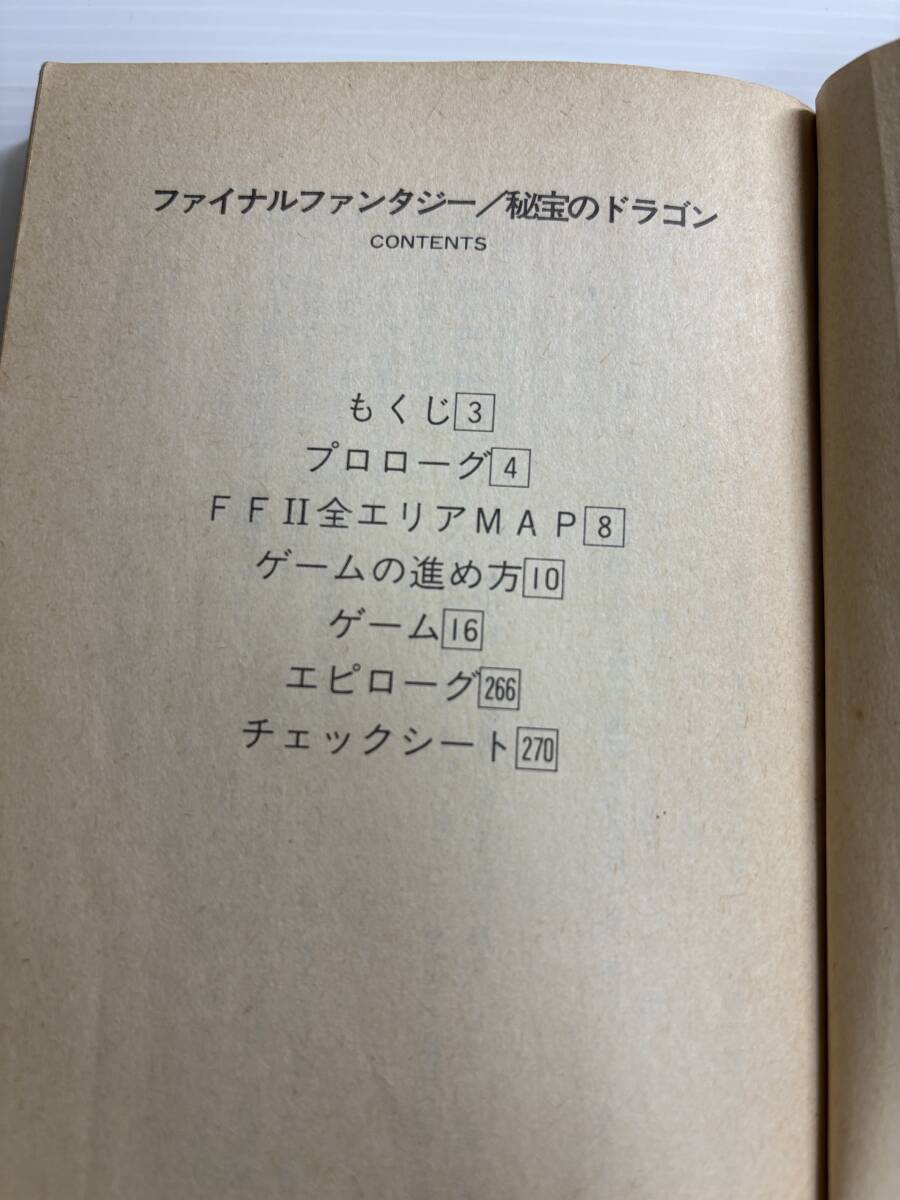 ファイナルファンタジー／秘宝のドラゴン
CONTENTS
もくじ3
プロローグ4
ＦＦⅡ全エリアＭＡＰ8
ゲームの進め方10
ゲーム16
エピローグ266
チェックシート270